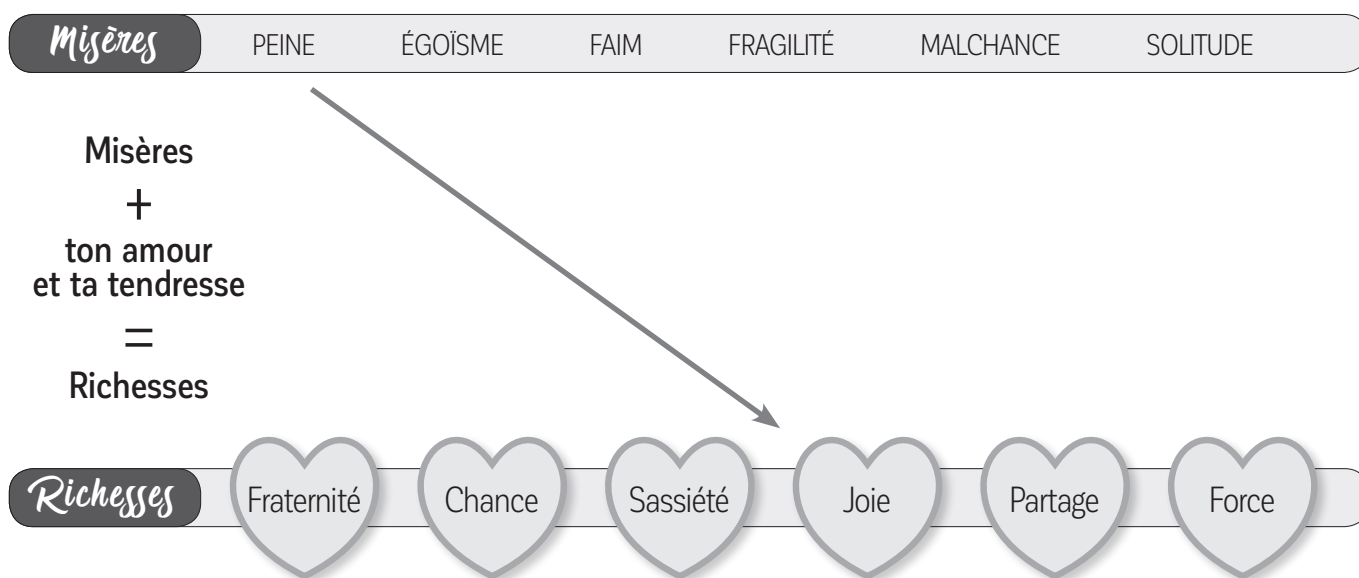 Misères PEINE ÉGOÏSME FAIM FRAGILITÉ MALCHANCE SOLITUDE
Misères
+
ton amour
et ta tendresse
=
Richesses
Richesses Fraternité Chance Sassiété Joie Partage Force